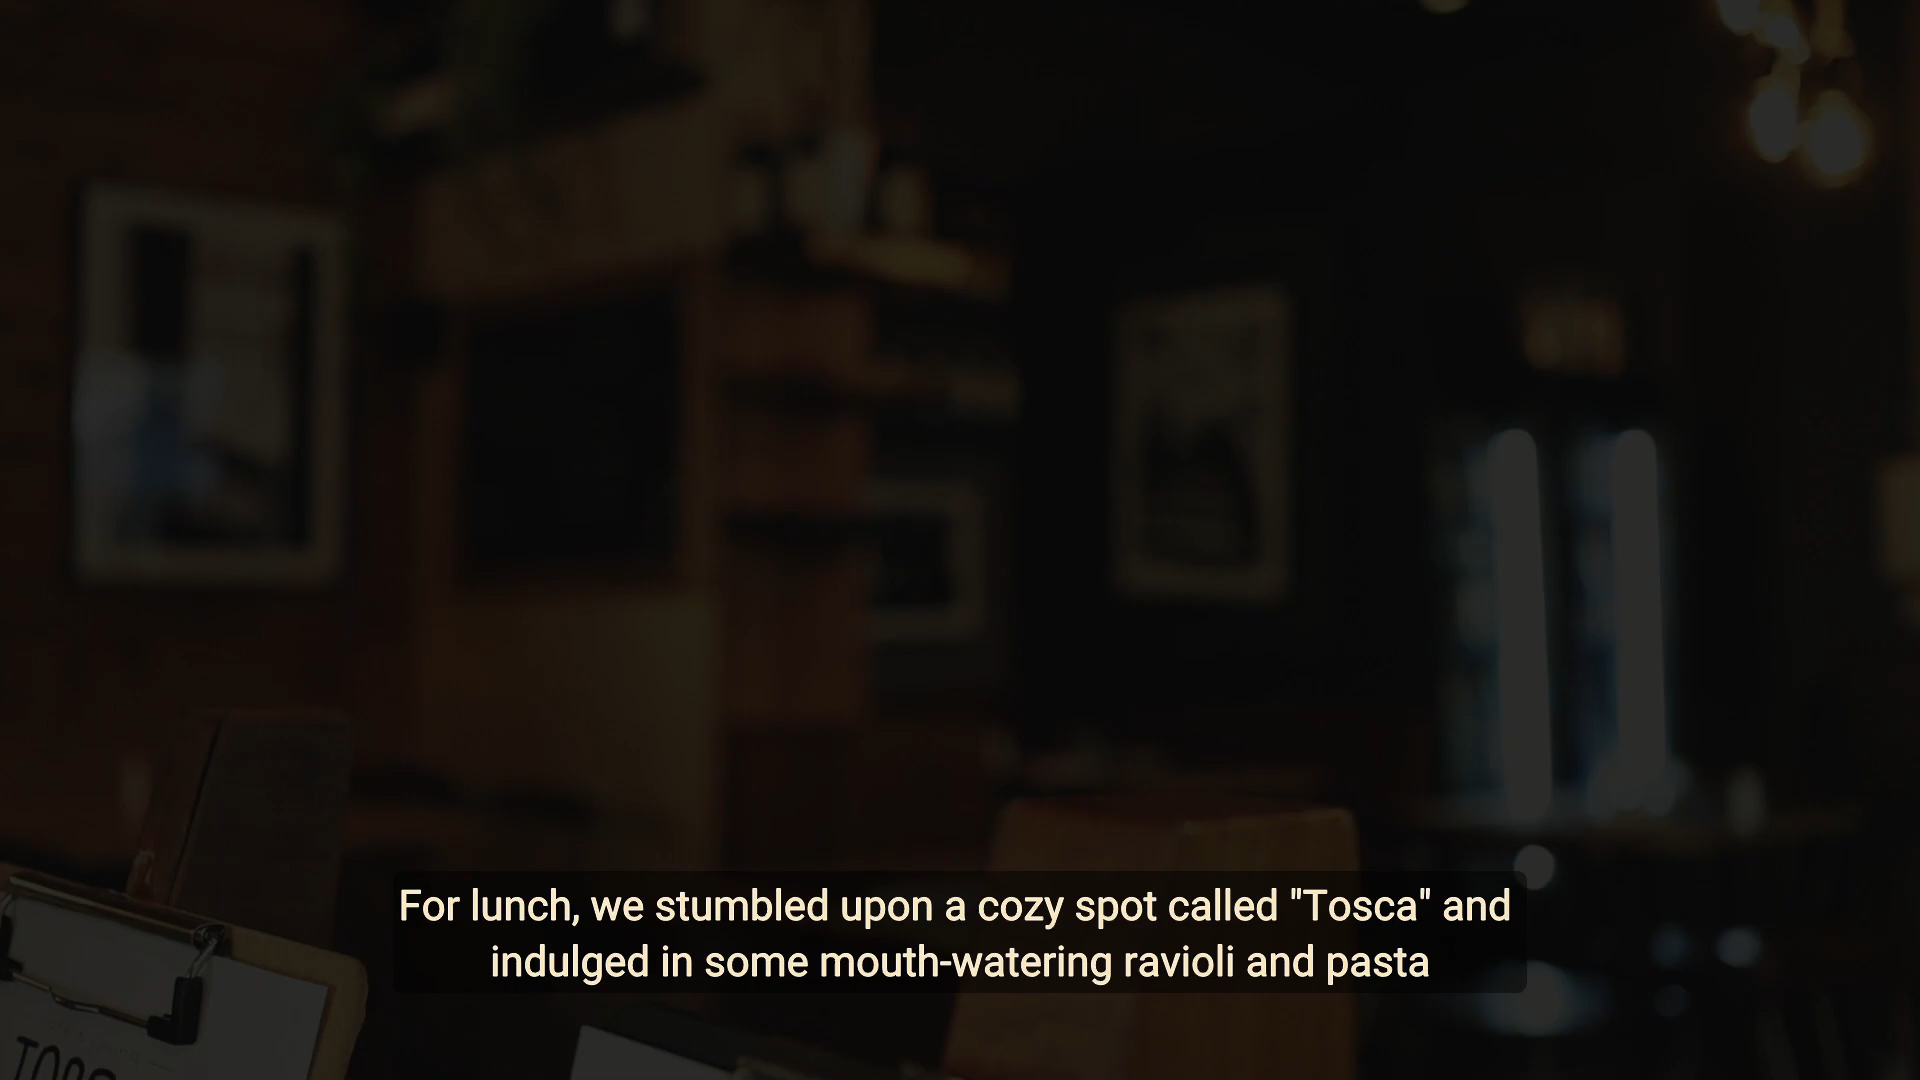 For lunch, we stumbled upon a cozy spot called "Tosca" and
indulged in some mouth-watering ravioli and pasta